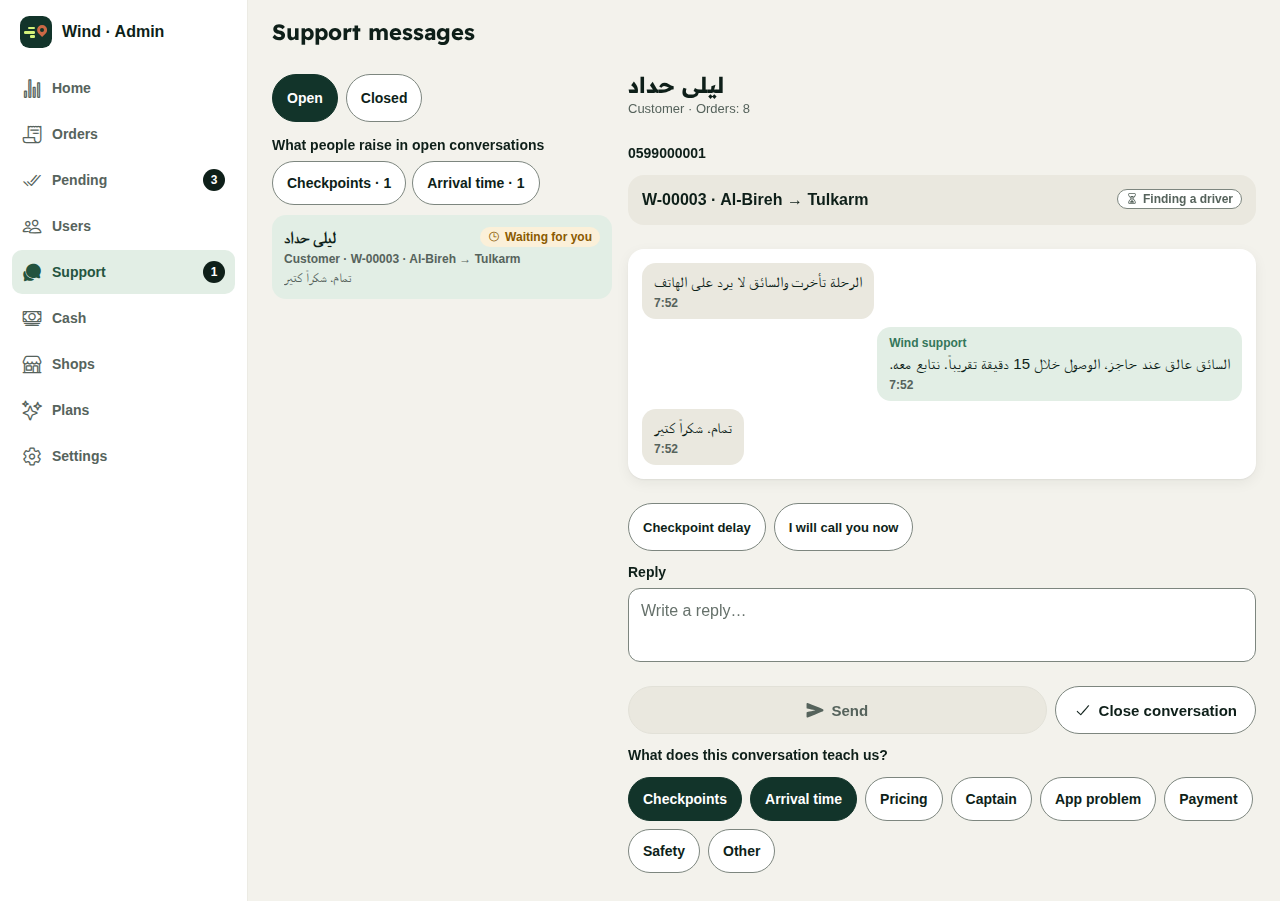 Wind · Admin
Home
Orders
Pending
3
Users
Support
1
Cash
Shops
Plans
Settings
Support messages
Open
Closed
What people raise in open conversations
Checkpoints · 1
Arrival time · 1
ليلى حداد
Waiting for you
Customer · W-00003 · Al-Bireh → Tulkarm
تمام. شكراً كتير
ليلى حداد
Customer · Orders: 8
0599000001
W-00003 · Al-Bireh → Tulkarm
Finding a driver
الرحلة تأخرت والسائق لا يرد على الهاتف
7:52
Wind support
السائق عالق عند حاجز. الوصول خلال 15 دقيقة تقريباً. نتابع معه.
7:52
تمام. شكراً كتير
7:52
Checkpoint delay
I will call you now
Reply
Write a reply…
Send
Close conversation
What does this conversation teach us?
Checkpoints
Arrival time
Pricing
Captain
App problem
Payment
Safety
Other